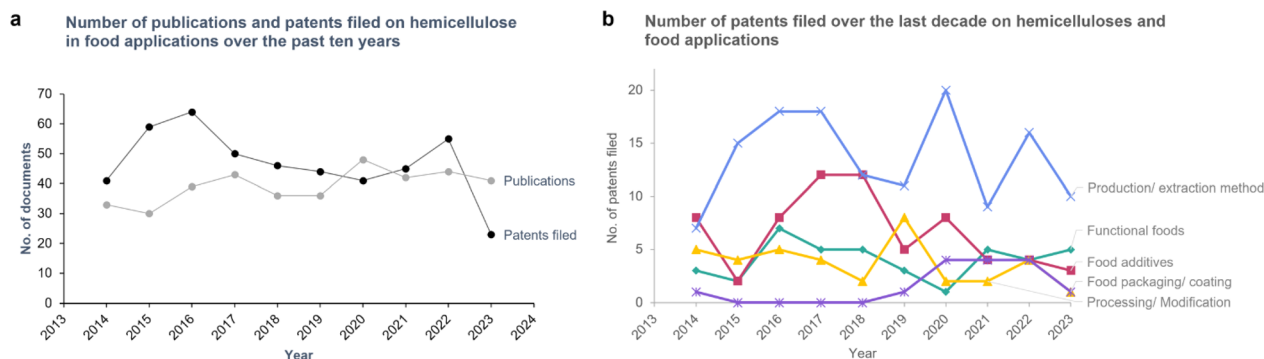 a
Number of publications and patents filed on hemicellulose
in food applications over the past ten years
No. of documents
70
60
50
40
30
20
10
0
Publications
Patents filed
2013
2014
2015
2016
2017
2018
2019
2020
2021
2022
2023
2024
Year
b
Number of patents filed over the last decade on hemicelluloses and
food applications
No. of patents filed
20
15
10
5
0
Production/ extraction method
Functional foods
Food additives
Food packaging/ coating
Processing/ Modification
2013
2014
2015
2016
2017
2018
2019
2020
2021
2022
2023
Year